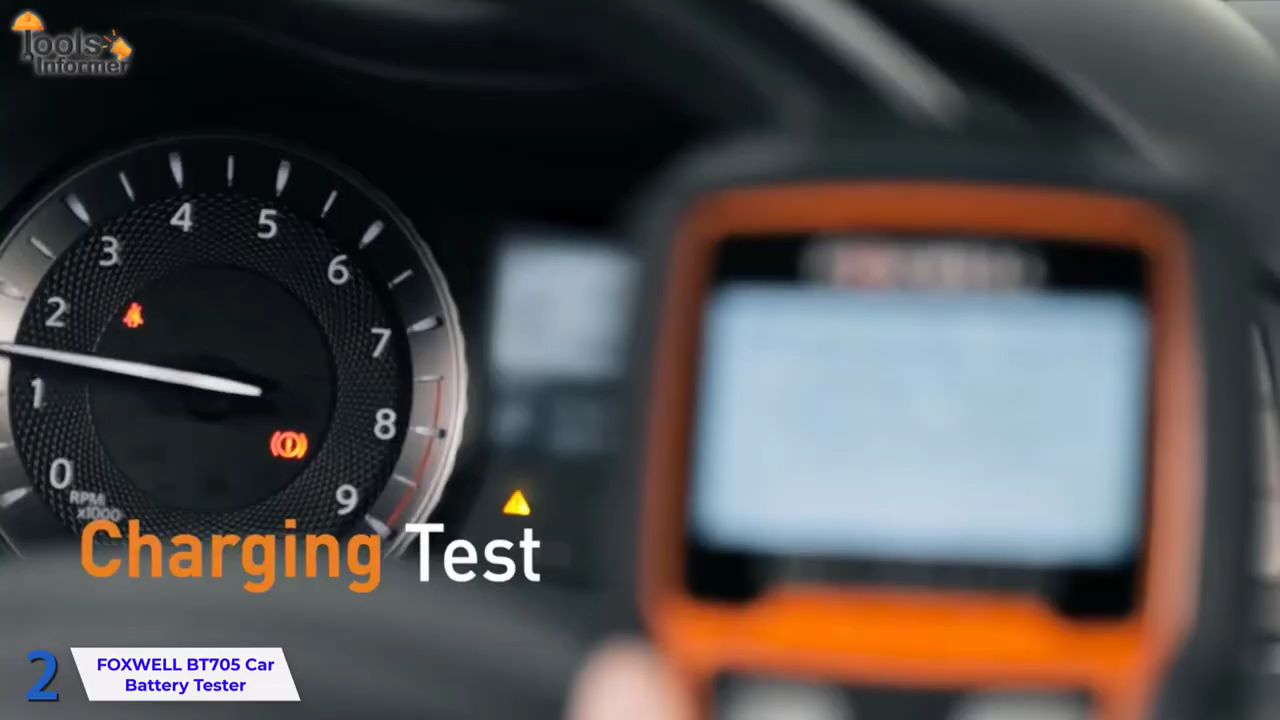 Tools
Informer
4
5
3
6
2
7
1
8
0
9
RPM
x1000
Charging Test
2
FOXWELL BT705 Car
Battery Tester